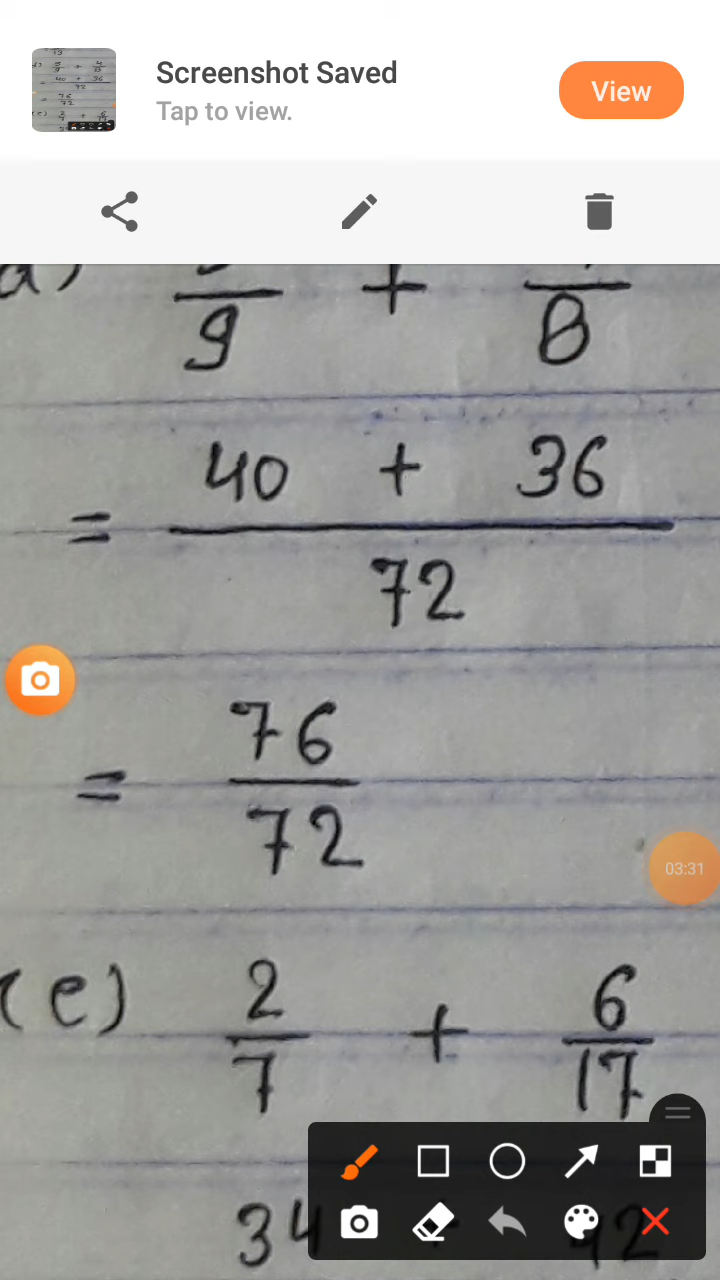 Screenshot Saved
Tap to view.
View
9 + 8
= 40 + 36
72
= 76
72
03:31
(e) 2 + 6
7 17
34